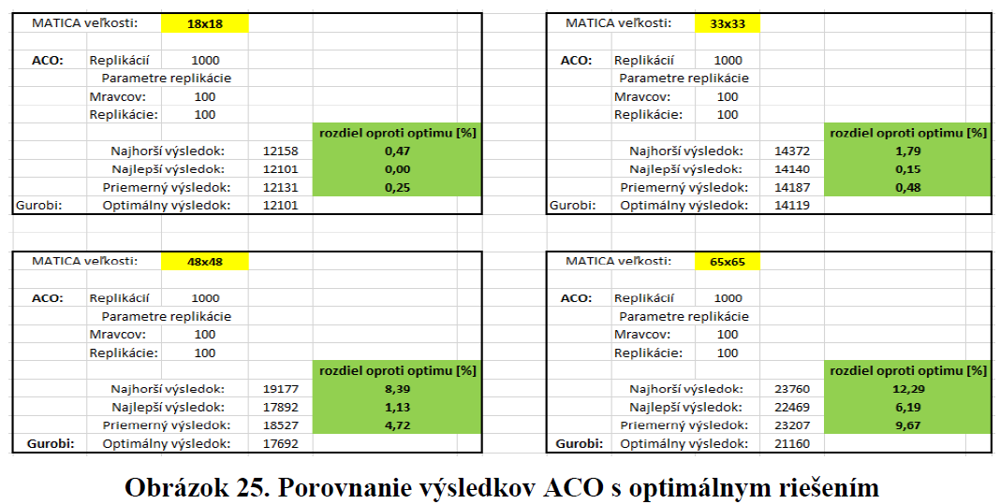 MATICA veľkosti: 18x18
ACO: Replikácií 1000
Parametre replikácie
Mravcov: 100
Replikácie: 100
rozdiel oproti optimu [%]
Najhorší výsledok: 12158 0,47
Najlepší výsledok: 12101 0,00
Priemerný výsledok: 12131 0,25
Gurobi: Optimálny výsledok: 12101
MATICA veľkosti: 33x33
ACO: Replikácií 1000
Parametre replikácie
Mravcov: 100
Replikácie: 100
rozdiel oproti optimu [%]
Najhorší výsledok: 14372 1,79
Najlepší výsledok: 14140 0,15
Priemerný výsledok: 14187 0,48
Gurobi: Optimálny výsledok: 14119
MATICA veľkosti: 48x48
ACO: Replikácií 1000
Parametre replikácie
Mravcov: 100
Replikácie: 100
rozdiel oproti optimu [%]
Najhorší výsledok: 19177 8,39
Najlepší výsledok: 17892 1,13
Priemerný výsledok: 18527 4,72
Gurobi: Optimálny výsledok: 17692
MATICA veľkosti: 65x65
ACO: Replikácií 1000
Parametre replikácie
Mravcov: 100
Replikácie: 100
rozdiel oproti optimu [%]
Najhorší výsledok: 23760 12,29
Najlepší výsledok: 22469 6,19
Priemerný výsledok: 23207 9,67
Gurobi: Optimálny výsledok: 21160
Obrázok 25. Porovnanie výsledkov ACO s optimálnym riešením